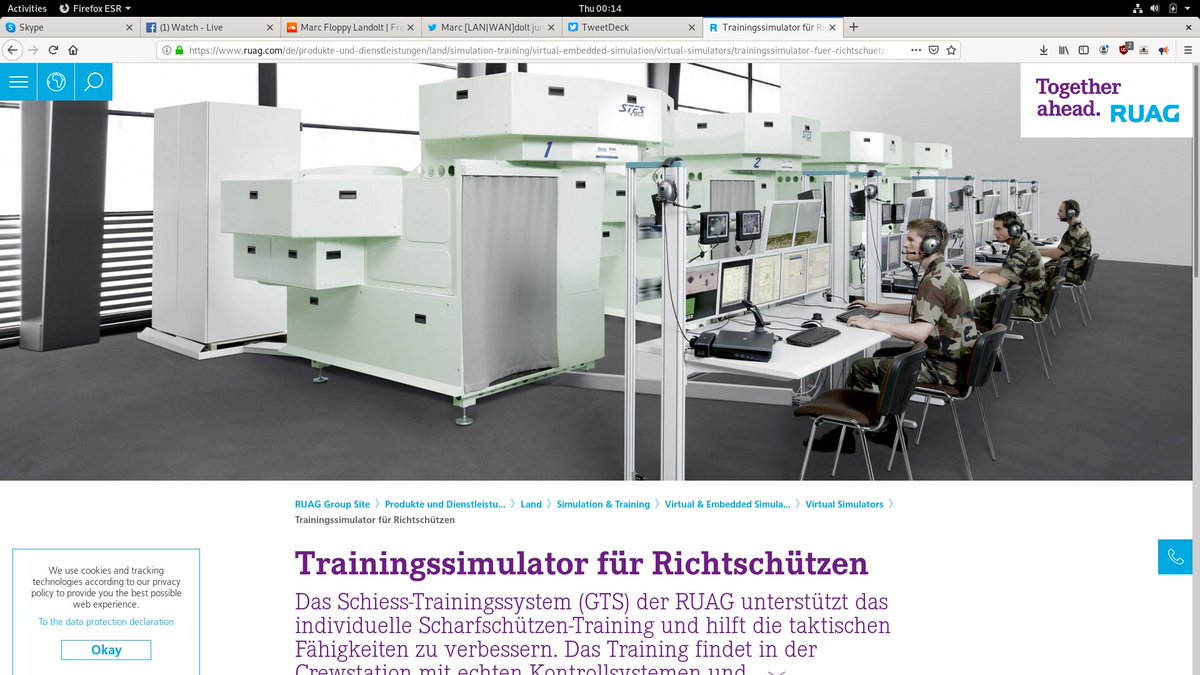 Activities Firefox ESR Thu 00:14
Skype (1) Watch - Live Marc Floppy Landolt | Fre Marc [LAN|WAN]dolt jun TweetDeck Trainingssimulator für R
https://www.ruag.com/de/produkte-und-dienstleistungen/land/simulation-training/virtual-embedded-simulation/virtual-simulators/trainingssimulator-fuer-richtschuetz
Together
ahead. RUAG
STES
1
2
RUAG Group Site Produkte und Dienstleistu... Land Simulation & Training Virtual & Embedded Simula... Virtual Simulators
Trainingssimulator für Richtschützen
Trainingssimulator für Richtschützen
Das Schiess-Trainingssystem (GTS) der RUAG unterstützt das
individuelle Scharfschützen-Training und hilft die taktischen
Fähigkeiten zu verbessern. Das Training findet in der
Crewstation mit echten Kontrollsystemen und
We use cookies and tracking
technologies according to our privacy
policy to provide you the best possible
web experience.
To the data protection declaration
Okay